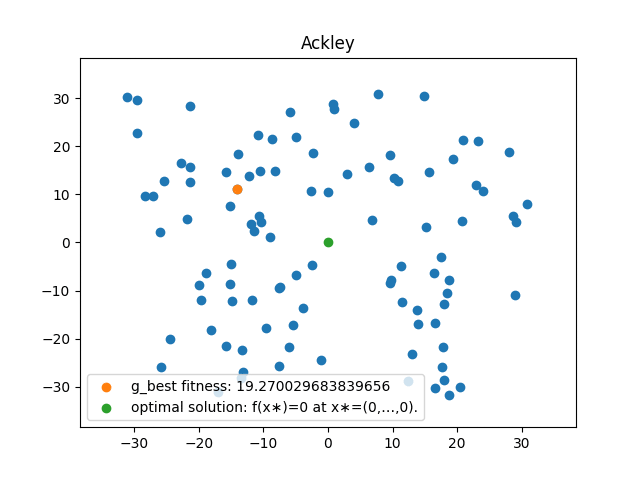 Ackley
30
20
10
0
−10
−20
−30
g_best fitness: 19.270029683839656
optimal solution: f(x∗)=0 at x∗=(0,...,0).
−30 −20 −10 0 10 20 30